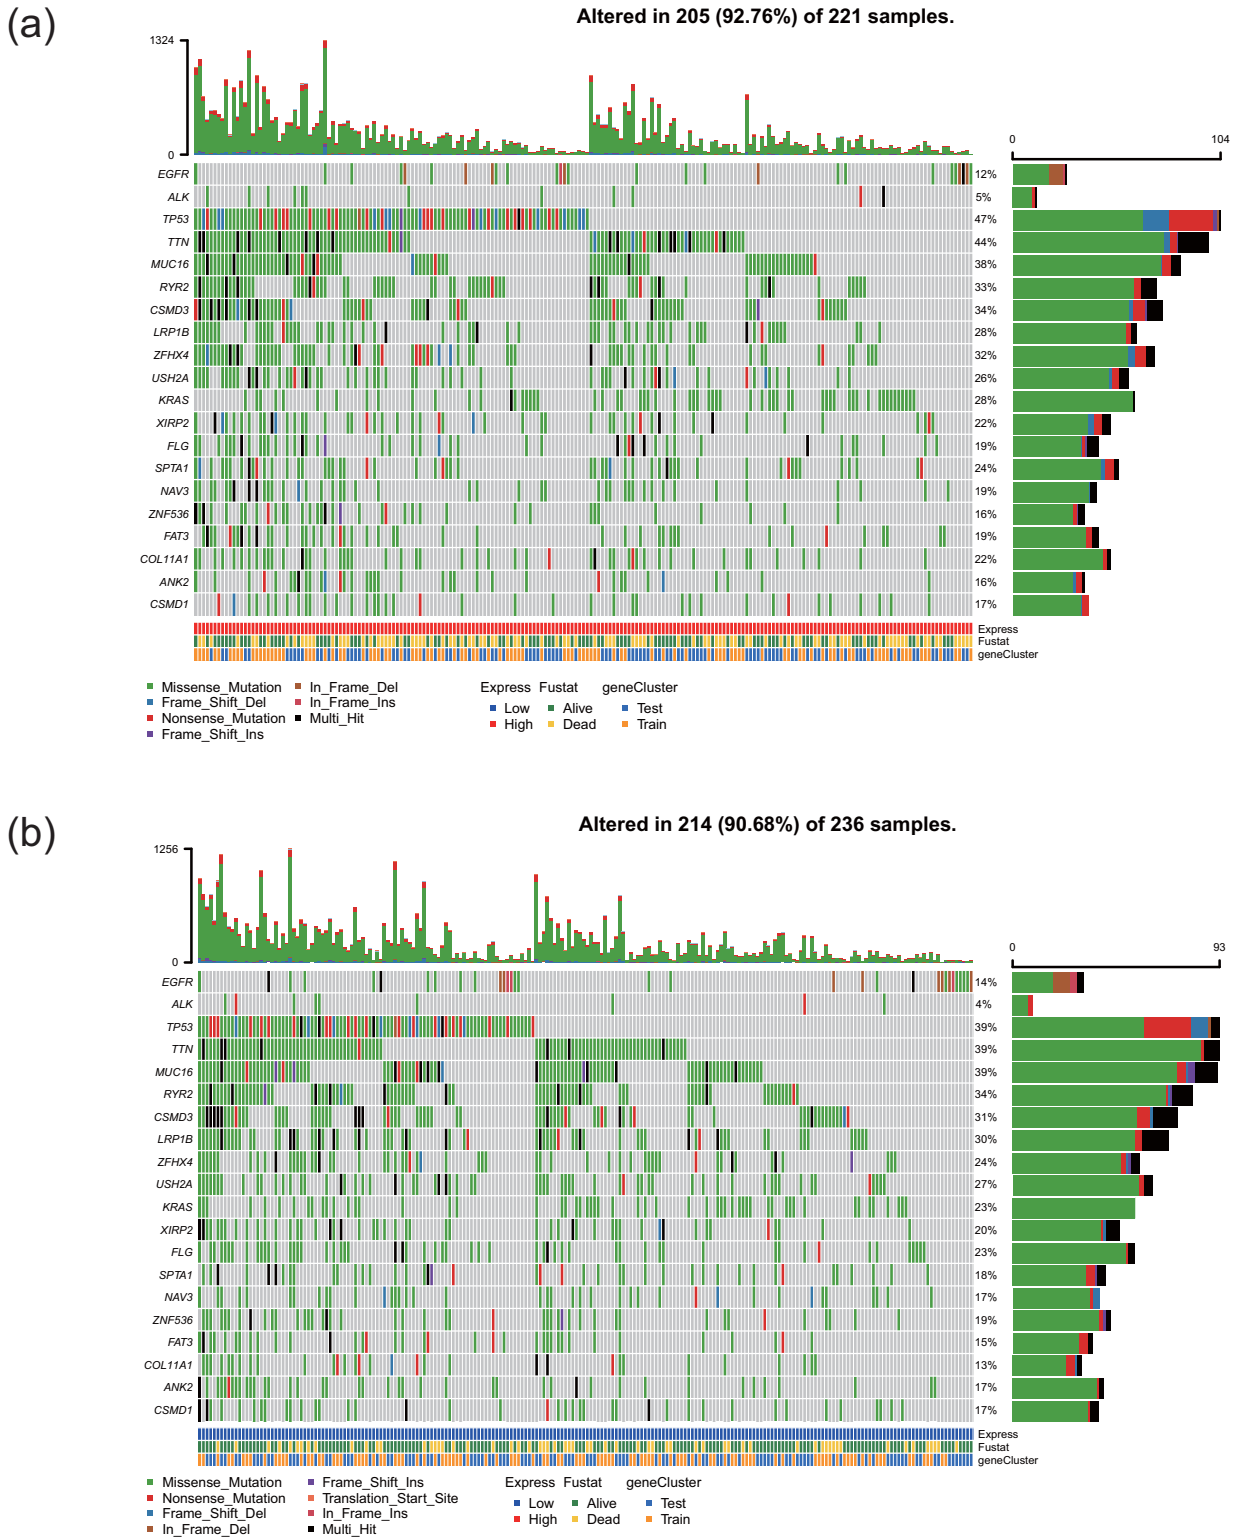 (a)
Altered in 205 (92.76%) of 221 samples.
1324
0
0 104
EGFR 12%
ALK 5%
TP53 47%
TTN 44%
MUC16 38%
RYR2 33%
CSMD3 34%
LRP1B 28%
ZFHX4 32%
USH2A 26%
KRAS 28%
XIRP2 22%
FLG 19%
SPTA1 24%
NAV3 19%
ZNF536 16%
FAT3 19%
COL11A1 22%
ANK2 16%
CSMD1 17%
Express
Fustat
geneCluster
Missense_Mutation In_Frame_Del Express Fustat geneCluster
Frame_Shift_Del In_Frame_Ins Low Alive Test
Nonsense_Mutation Multi_Hit High Dead Train
Frame_Shift_Ins
(b)
Altered in 214 (90.68%) of 236 samples.
1256
0
0 93
EGFR 14%
ALK 4%
TP53 39%
TTN 39%
MUC16 39%
RYR2 34%
CSMD3 31%
LRP1B 30%
ZFHX4 24%
USH2A 27%
KRAS 23%
XIRP2 20%
FLG 23%
SPTA1 18%
NAV3 17%
ZNF536 19%
FAT3 15%
COL11A1 13%
ANK2 17%
CSMD1 17%
Express
Fustat
geneCluster
Missense_Mutation Frame_Shift_Ins Express Fustat geneCluster
Nonsense_Mutation Translation_Start_Site Low Alive Test
Frame_Shift_Del In_Frame_Ins High Dead Train
In_Frame_Del Multi_Hit